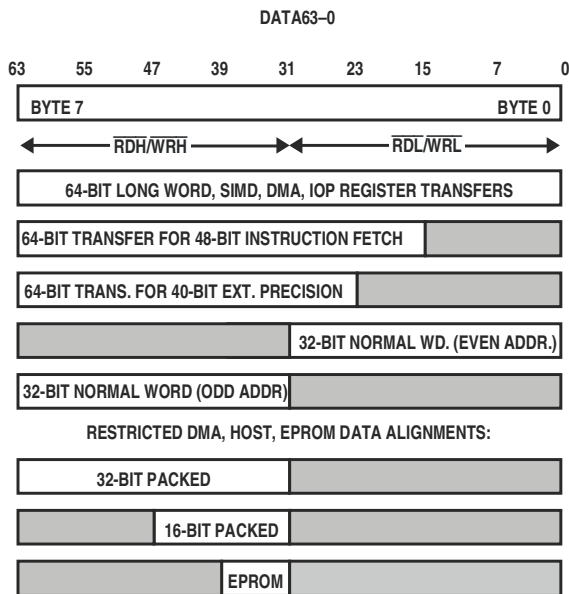 DATA63–0
63 55 47 39 31 23 15 7 0
BYTE 7 BYTE 0
RDH/WRH RDL/WRL
64-BIT LONG WORD, SIMD, DMA, IOP REGISTER TRANSFERS
64-BIT TRANSFER FOR 48-BIT INSTRUCTION FETCH
64-BIT TRANS. FOR 40-BIT EXT. PRECISION
32-BIT NORMAL WD. (EVEN ADDR.)
32-BIT NORMAL WORD (ODD ADDR)
RESTRICTED DMA, HOST, EPROM DATA ALIGNMENTS:
32-BIT PACKED
16-BIT PACKED
EPROM